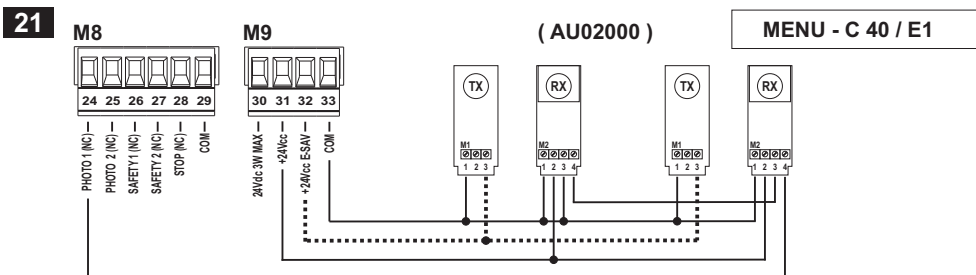 21
M8
M9
( AU02000 )
MENU - C 40 / E1
TX
RX
TX
RX
24 25 26 27 28 29
30 31 32 33
M1
M2
M1
M2
1 2 3
1 2 3 4
1 2 3
1 2 3 4
PHOTO 1 (NC)
PHOTO 2 (NC)
SAFETY 1 (NC)
SAFETY 2 (NC)
STOP (NC)
COM
24Vdc 3W MAX
+24Vcc
+24Vcc E-SAV
COM